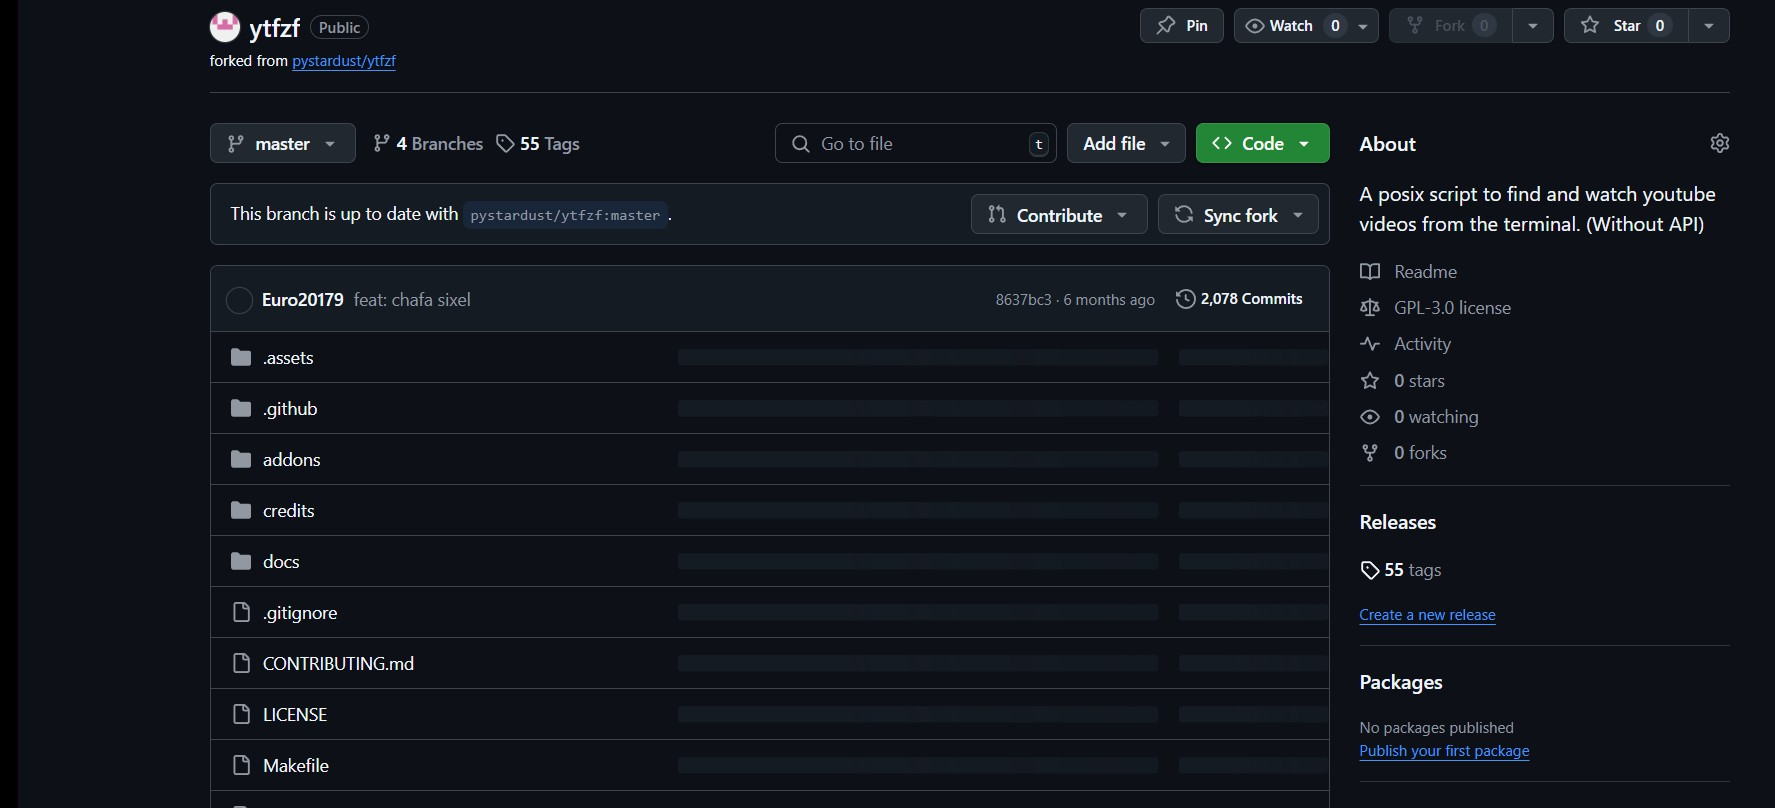 ytfzf Public Pin Watch 0 Fork 0 Star 0
forked from pystardust/ytfzf
master 4 Branches 55 Tags Go to file t Add file Code
This branch is up to date with pystardust/ytfzf:master . Contribute Sync fork
Euro20179 feat: chafa sixel 8637bc3 · 6 months ago 2,078 Commits
.assets
.github
addons
credits
docs
.gitignore
CONTRIBUTING.md
LICENSE
Makefile
About
A posix script to find and watch youtube
videos from the terminal. (Without API)
Readme
GPL-3.0 license
Activity
0 stars
0 watching
0 forks
Releases
55 tags
Create a new release
Packages
No packages published
Publish your first package